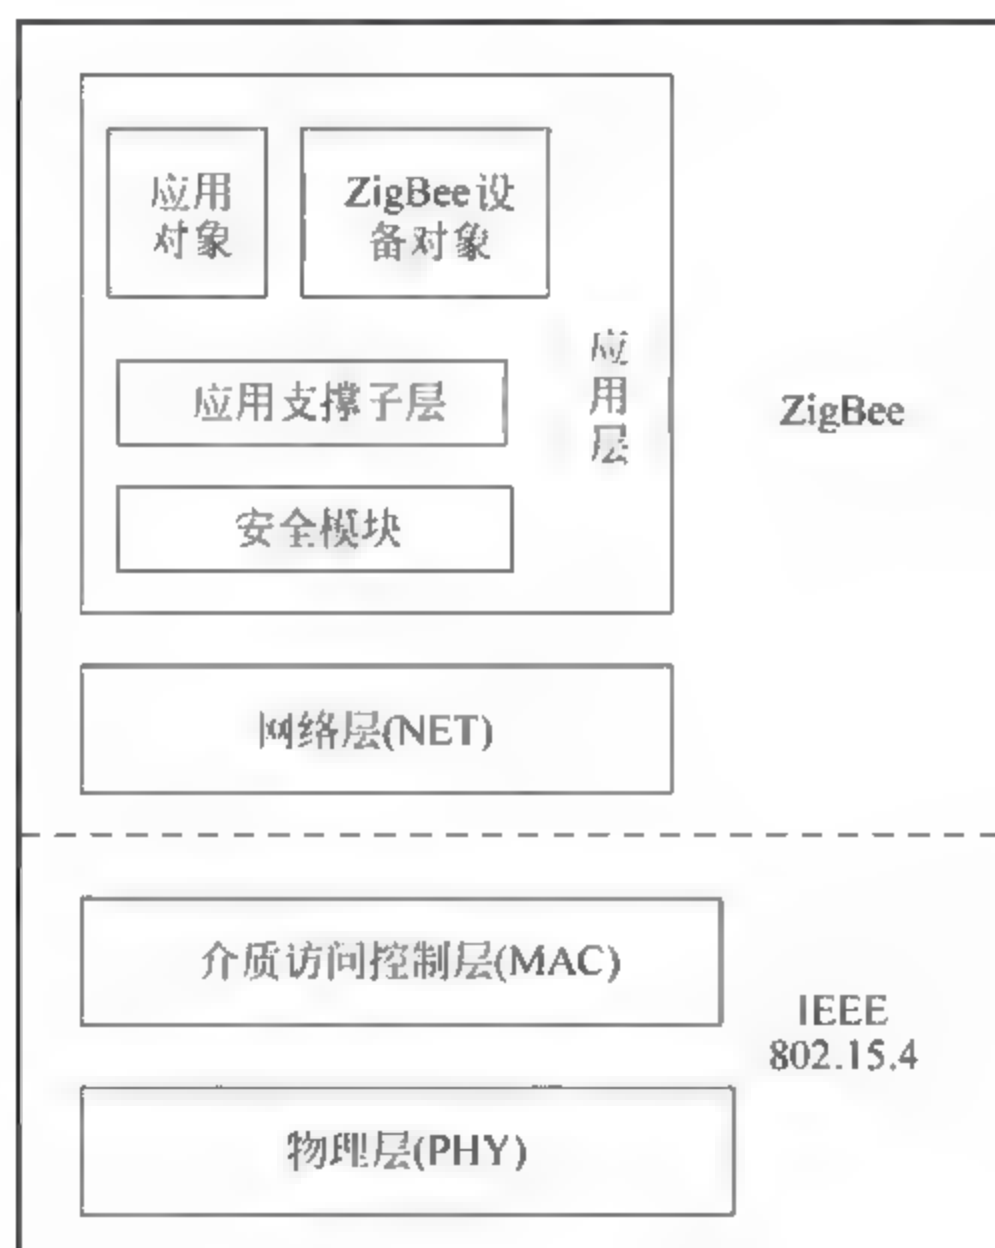 应用
对象
ZigBee设
备对象
应用支撑子层
安全模块
应
用
层
ZigBee
网络层(NET)
介质访问控制层(MAC)
IEEE
802.15.4
物理层(PHY)